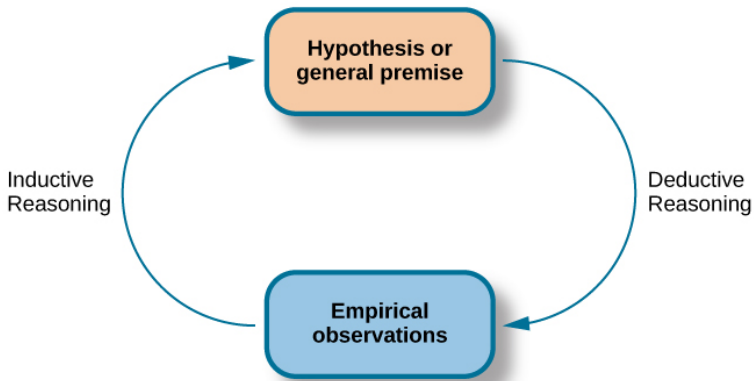 Hypothesis or
general premise
Inductive
Reasoning
Deductive
Reasoning
Empirical
observations